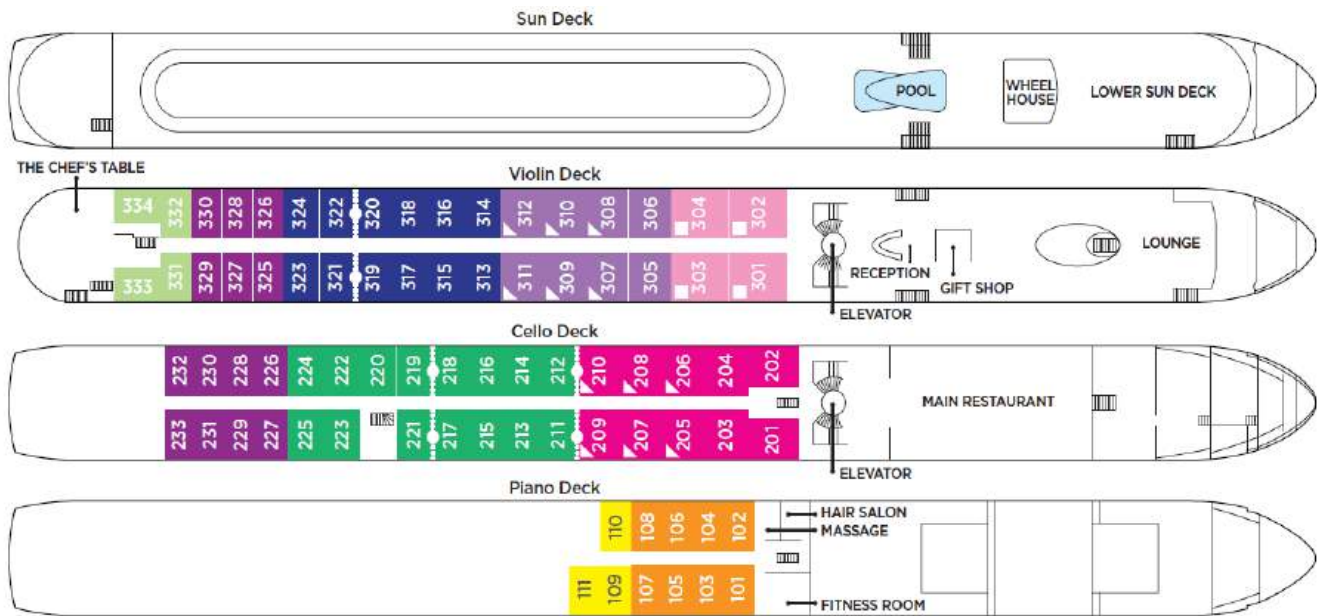 Sun Deck
POOL
WHEEL
HOUSE
LOWER SUN DECK
THE CHEF'S TABLE
Violin Deck
334 332 330 328 326 324 322 320 318 316 314 312 310 308 306 304 302
333 331 329 327 325 323 321 319 317 315 313 311 309 307 305 303 301
LOUNGE
RECEPTION
GIFT SHOP
ELEVATOR
Cello Deck
232 230 228 226 224 222 220 219 218 216 214 212 210 208 206 204 202
233 231 229 227 225 223 221 217 215 213 211 209 207 205 203 201
MAIN RESTAURANT
ELEVATOR
Piano Deck
110 108 106 104 102
111 109 107 105 103 101
HAIR SALON
MASSAGE
FITNESS ROOM